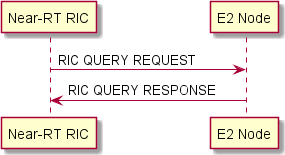 Near-RT RIC
E2 Node
RIC QUERY REQUEST
RIC QUERY RESPONSE
Near-RT RIC
E2 Node